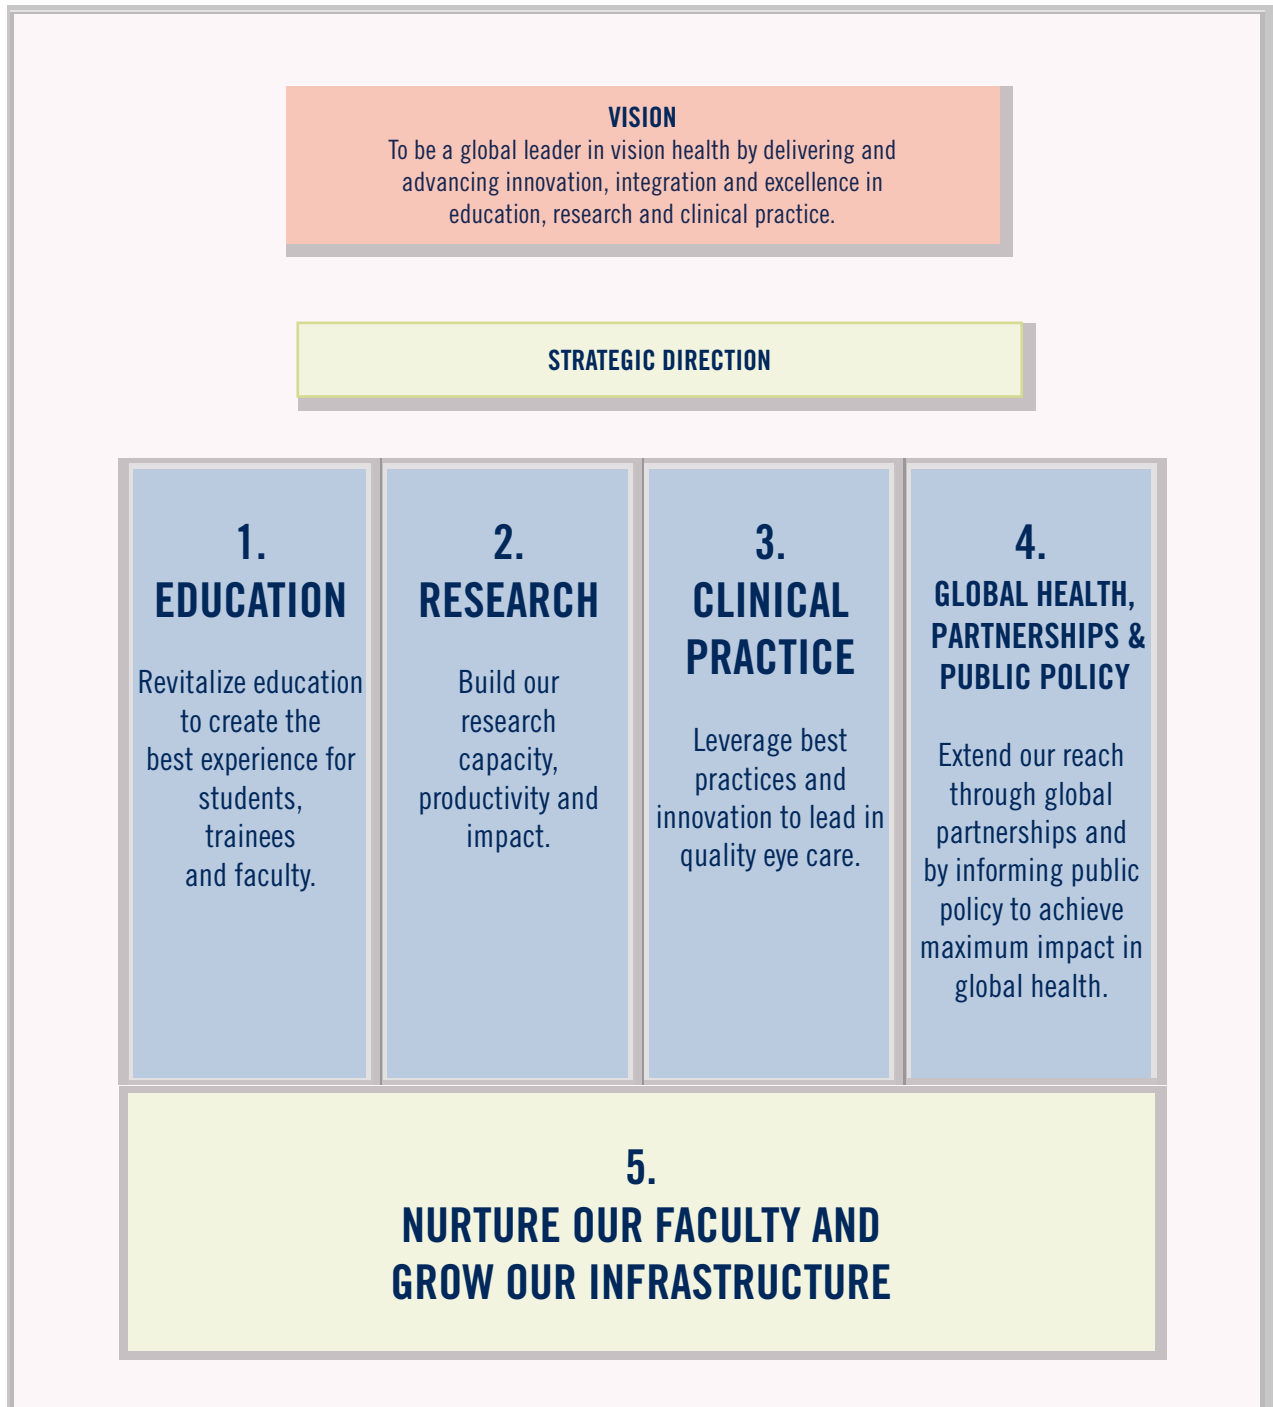 VISION
To be a global leader in vision health by delivering and
advancing innovation, integration and excellence in
education, research and clinical practice.
STRATEGIC DIRECTION
1.
EDUCATION
Revitalize education
to create the
best experience for
students,
trainees
and faculty.
2.
RESEARCH
Build our
research
capacity,
productivity and
impact.
3.
CLINICAL
PRACTICE
Leverage best
practices and
innovation to lead in
quality eye care.
4.
GLOBAL HEALTH,
PARTNERSHIPS &
PUBLIC POLICY
Extend our reach
through global
partnerships and
by informing public
policy to achieve
maximum impact in
global health.
5.
NURTURE OUR FACULTY AND
GROW OUR INFRASTRUCTURE